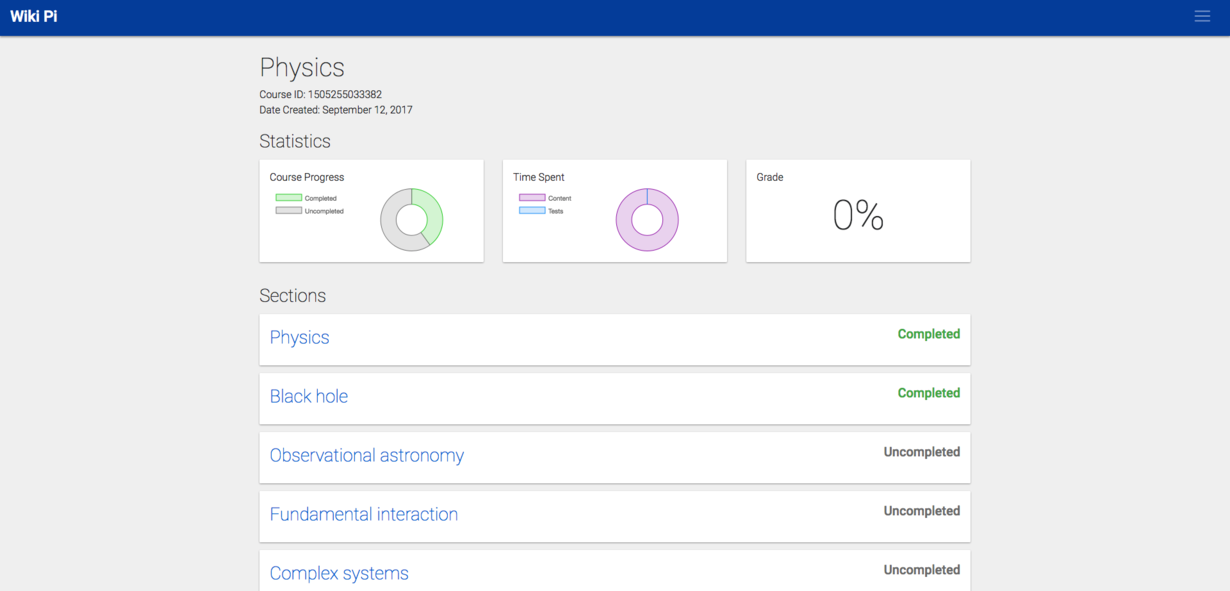 Wiki Pi
Physics
Course ID: 1505255033382
Date Created: September 12, 2017
Statistics
Course Progress
Completed
Uncompleted
Time Spent
Content
Tests
Grade
0%
Sections
Physics
Completed
Black hole
Completed
Observational astronomy
Uncompleted
Fundamental interaction
Uncompleted
Complex systems
Uncompleted